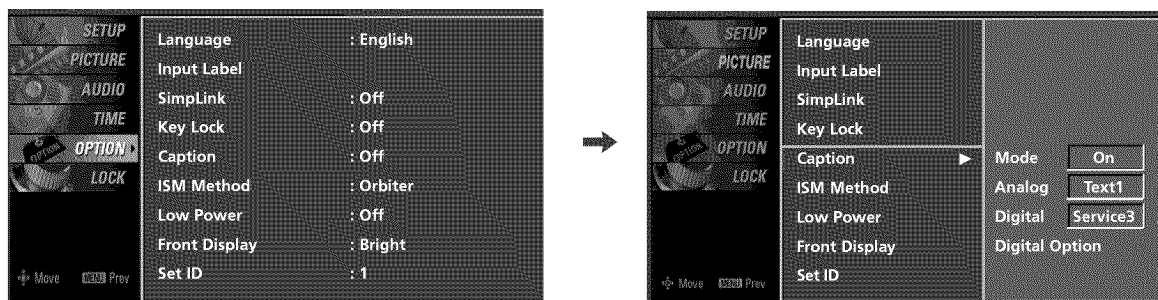 SETUP
PICTURE
AUDIO
TIME
OPTION
LOCK
Move MENU Prev
Language : English
Input Label
SimpLink : Off
Key Lock : Off
Caption : Off
ISM Method : Orbiter
Low Power : Off
Front Display : Bright
Set ID : 1
SETUP
PICTURE
AUDIO
TIME
OPTION
LOCK
Move MENU Prev
Language
Input Label
SimpLink
Key Lock
Caption
ISM Method
Low Power
Front Display
Set ID
Mode On
Analog Text1
Digital Service3
Digital Option